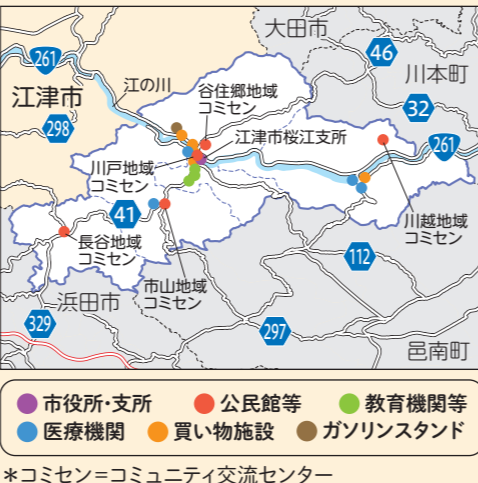 大田市
261
46
川本町
江の川
谷住郷地域
コミセン
32
江津市
298
江津市桜江支所
261
川戸地域
コミセン
41
川越地域
コミセン
長谷地域
コミセン
市山地域
コミセン
112
浜田市
329
297
邑南町
市役所・支所
公民館等
教育機関等
医療機関
買い物施設
ガソリンスタンド
*コミセン=コミュニティ交流センター